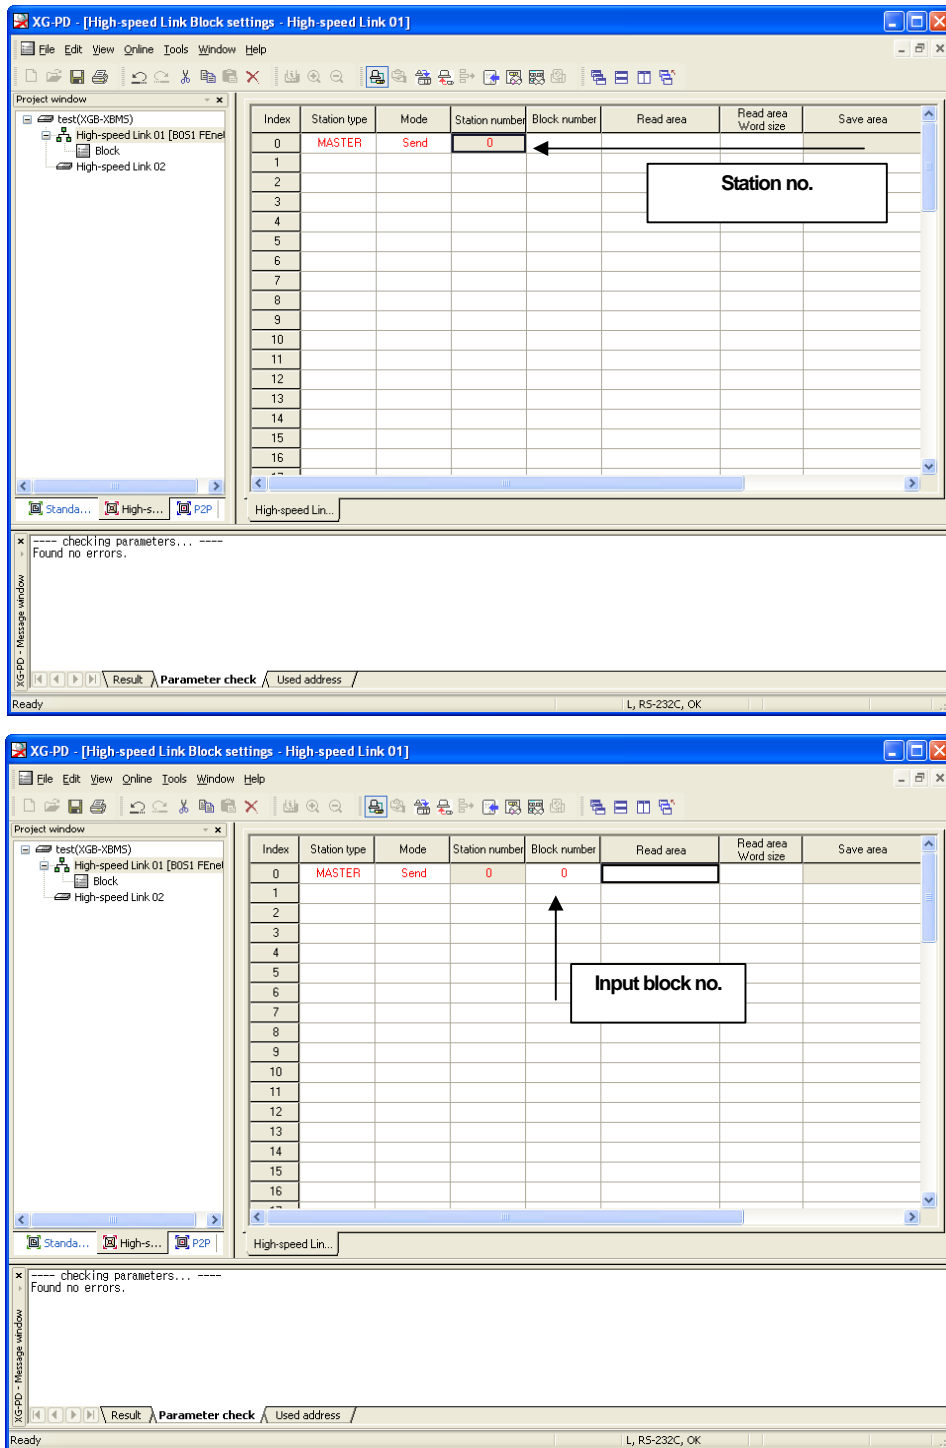 XG-PD - [High-speed Link Block settings - High-speed Link 01]
File Edit View Online Tools Window Help
Project window
test(XGB-XBMS)
High-speed Link 01 [B0S1 FEnet
Block
High-speed Link 02
Standa... High-s... P2P
Index Station type Mode Station number Block number Read area Read area Word size Save area
0 MASTER Send 0
1
2
3
4
5
6
7
8
9
10
11
12
13
14
15
16
Station no.
High-speed Lin...
---- checking parameters... ----
Found no errors.
XG-PD - Message window
Result Parameter check Used address
Ready L, RS-232C, OK
XG-PD - [High-speed Link Block settings - High-speed Link 01]
File Edit View Online Tools Window Help
Project window
test(XGB-XBMS)
High-speed Link 01 [B0S1 FEnet
Block
High-speed Link 02
Standa... High-s... P2P
Index Station type Mode Station number Block number Read area Read area Word size Save area
0 MASTER Send 0 0
1
2
3
4
5
6
7
8
9
10
11
12
13
14
15
16
Input block no.
High-speed Lin...
---- checking parameters... ----
Found no errors.
XG-PD - Message window
Result Parameter check Used address
Ready L, RS-232C, OK